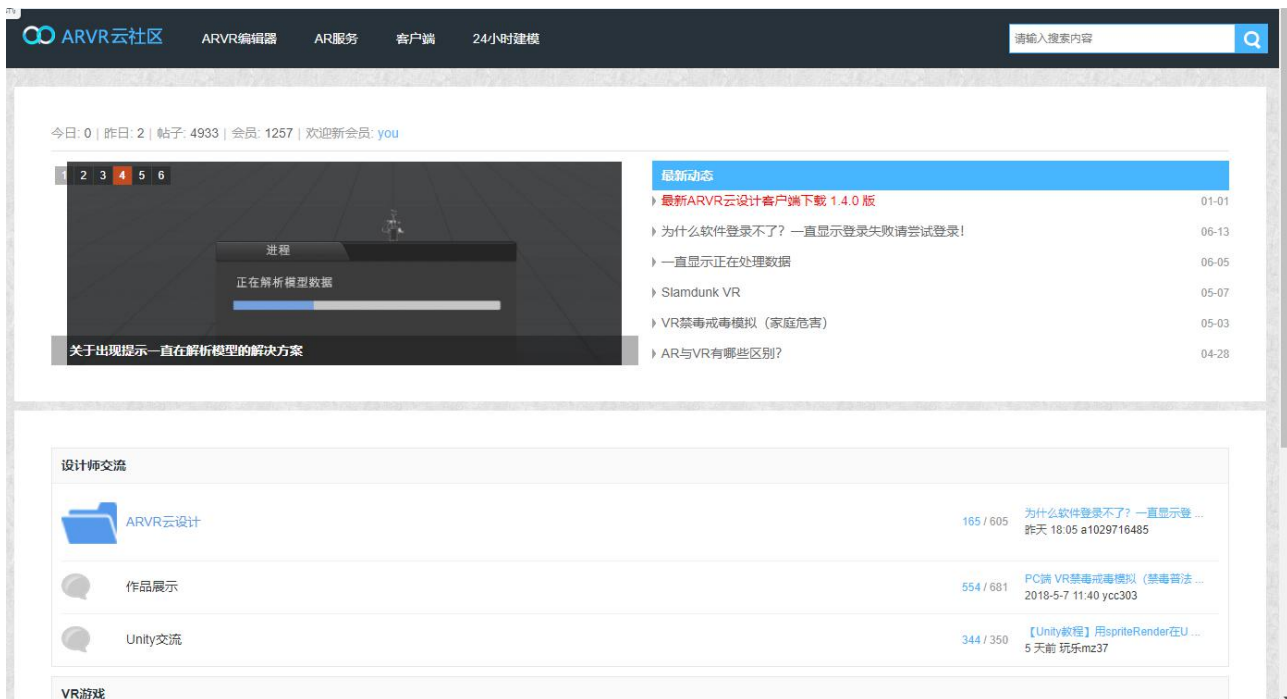 ARVR云社区 ARVR编辑器 AR服务 客户端 24小时建模 请输入搜索内容
今日: 0 | 昨日: 2 | 帖子: 4933 | 会员: 1257 | 欢迎新会员: you
1 2 3 4 5 6
进程
正在解析模型数据
关于出现提示一直在解析模型的解决方案
最新动态
最新ARVR云设计客户端下载 1.4.0 版 01-01
为什么软件登录不了？一直显示登录失败请尝试登录！ 06-13
一直显示正在处理数据 06-05
Slamdunk VR 05-07
VR禁毒戒毒模拟（家庭危害） 05-03
AR与VR有哪些区别？ 04-28
设计师交流
ARVR云设计 165 / 605 为什么软件登录不了？一直显示登 ...
昨天 18:05 a1029716485
作品展示 554 / 681 PC端 VR禁毒戒毒模拟（禁毒普法 ...
2018-5-7 11:40 ycc303
Unity交流 344 / 350 【Unity教程】用spriteRender在U ...
5 天前 玩乐mz37
VR游戏